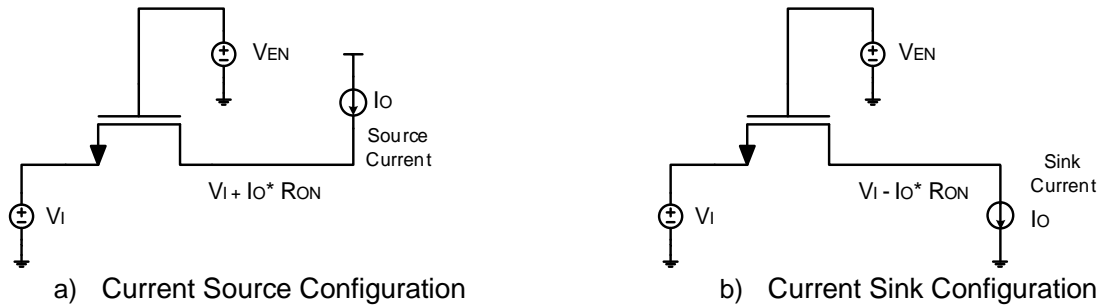 VEN
IO
Source
Current
VI + IO* RON
VI
a) Current Source Configuration
VEN
Sink
Current
VI - IO* RON
VI
IO
b) Current Sink Configuration